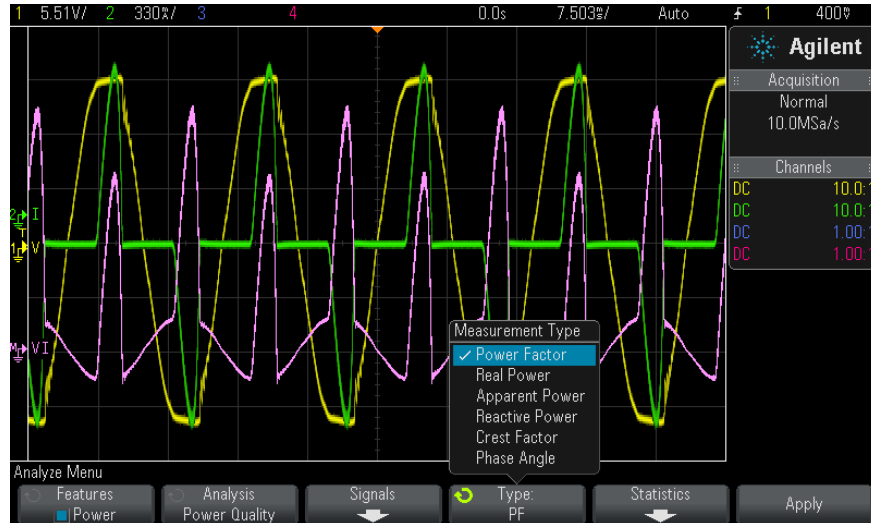 1 5.51V/ 2 330A/ 3 4 0.0s 7.503s/ Auto 1 400V
Agilent
Acquisition
Normal
10.0MSa/s
Channels
DC 10.0:1
DC 10.0:1
DC 1.00:1
DC 1.00:1
2 I
1 V
M VI
Measurement Type
Power Factor
Real Power
Apparent Power
Reactive Power
Crest Factor
Phase Angle
Analyze Menu
Features
Power
Analysis
Power Quality
Signals
Type:
PF
Statistics
Apply